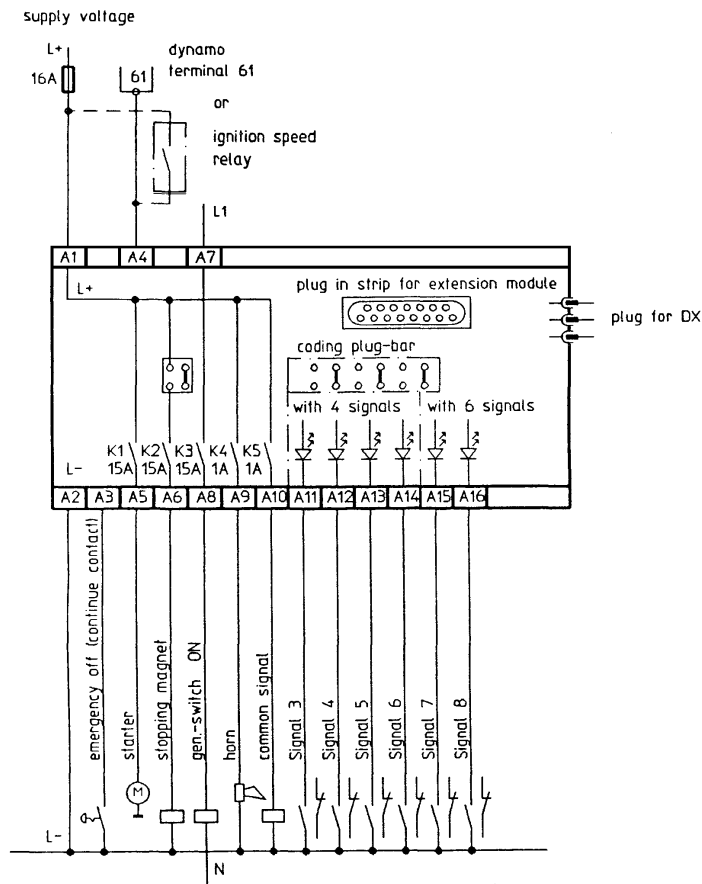 supply voltage
L+
16A
61
dynamo
terminal 61
or
ignition speed
relay
L1
A1 A4 A7
L+
plug in strip for extension module
plug for DX
coding plug-bar
with 4 signals with 6 signals
L-
K1 K2 K3 K4 K5
15A 15A 15A 1A 1A
A2 A3 A5 A6 A8 A9 A10 A11 A12 A13 A14 A15 A16
emergency off (continue contact)
starter
stopping magnet
gen.-switch ON
horn
common signal
Signal 3
Signal 4
Signal 5
Signal 6
Signal 7
Signal 8
M
L-
N